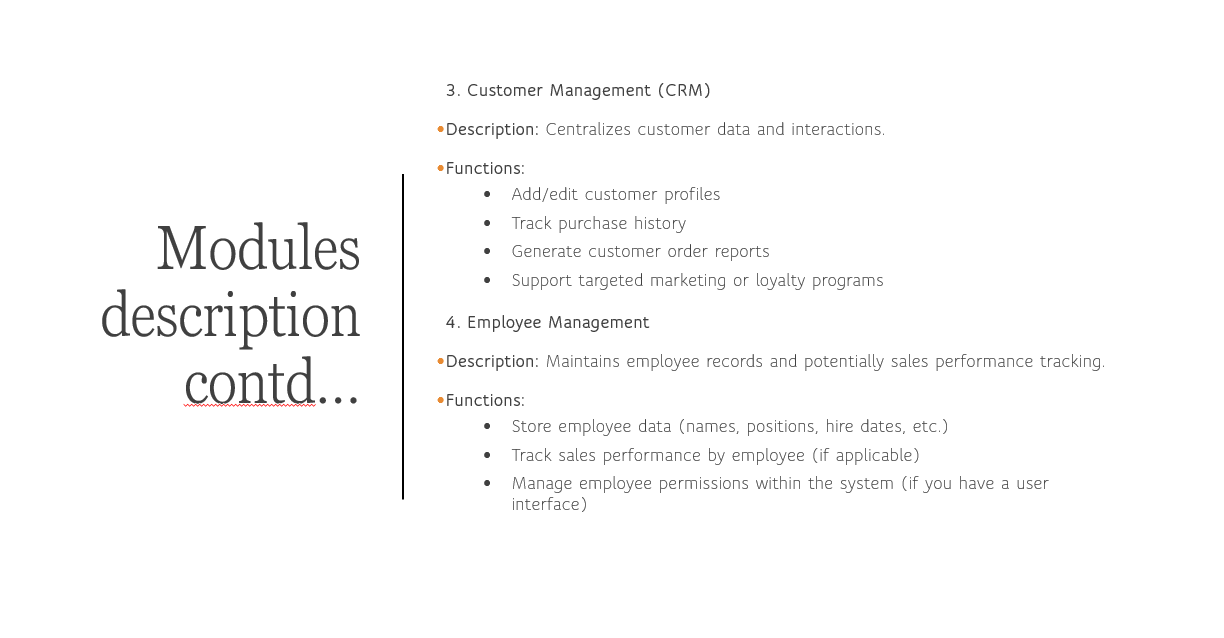 Modules
description
contd...
3. Customer Management (CRM)
•Description: Centralizes customer data and interactions.
•Functions:
• Add/edit customer profiles
• Track purchase history
• Generate customer order reports
• Support targeted marketing or loyalty programs
4. Employee Management
•Description: Maintains employee records and potentially sales performance tracking.
•Functions:
• Store employee data (names, positions, hire dates, etc.)
• Track sales performance by employee (if applicable)
• Manage employee permissions within the system (if you have a user
interface)